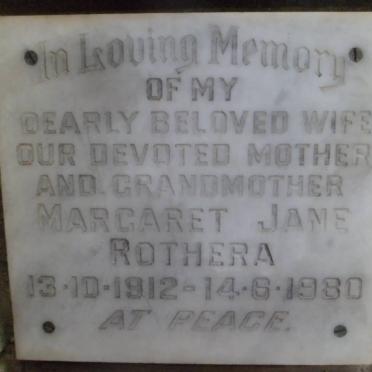 In Loving Memory
OF MY
DEARLY BELOVED WIFE
OUR DEVOTED MOTHER
AND GRANDMOTHER
MARGARET JANE
ROTHERA
13·10·1912-14·6·1980
AT PEACE.